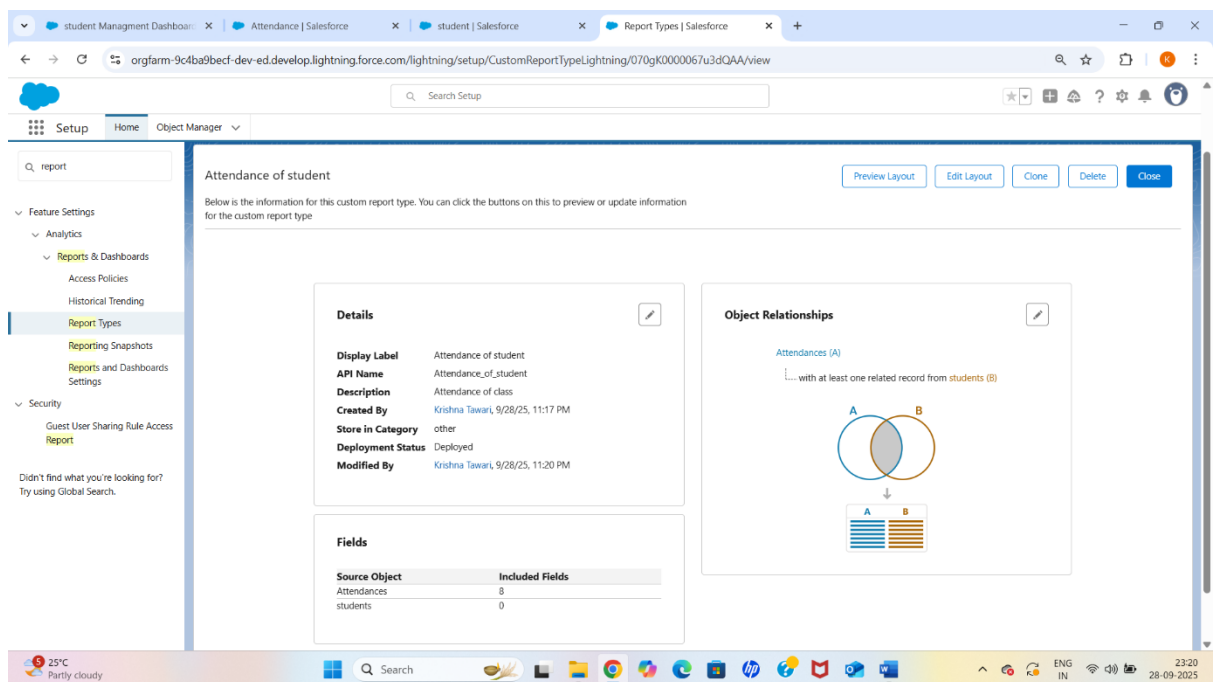 student Managment Dashboar
Attendance | Salesforce
student | Salesforce
Report Types | Salesforce
orgfarm-9c4ba9becf-dev-ed.develop.lightning.force.com/lightning/setup/CustomReportTypeLightning/070gK0000067u3dQAA/view
K
Search Setup
Setup
Home
Object Manager
report
Feature Settings
Analytics
Reports & Dashboards
Access Policies
Historical Trending
Report Types
Reporting Snapshots
Reports and Dashboards
Settings
Security
Guest User Sharing Rule Access
Report
Didn't find what you're looking for?
Try using Global Search.
Attendance of student
Preview Layout
Edit Layout
Clone
Delete
Close
Below is the information for this custom report type. You can click the buttons on this to preview or update information
for the custom report type
Details
Display Label Attendance of student
API Name Attendance_of_student
Description Attendance of class
Created By Krishna Tawari, 9/28/25, 11:17 PM
Store in Category other
Deployment Status Deployed
Modified By Krishna Tawari, 9/28/25, 11:20 PM
Fields
Source Object Included Fields
Attendances 8
students 0
Object Relationships
Attendances (A)
with at least one related record from students (B)
A B
A B
5
25°C
Partly cloudy
Search
ENG
IN
23:20
28-09-2025